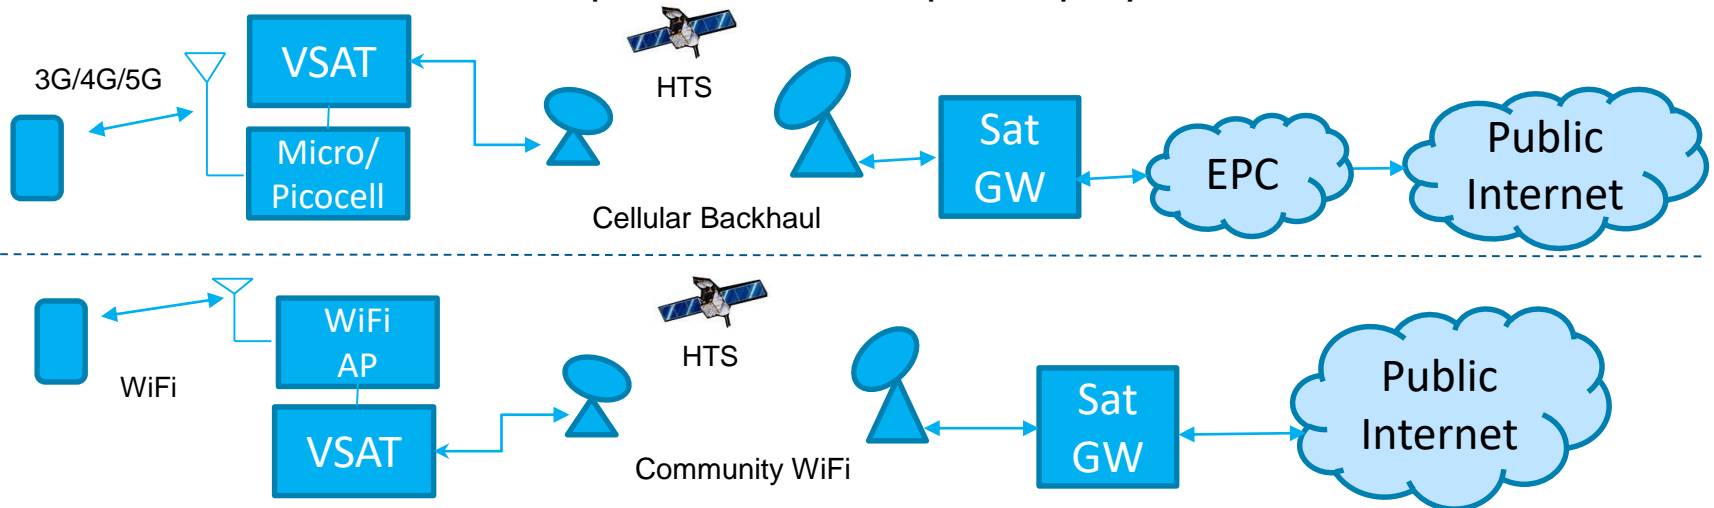 3G/4G/5G
VSAT
Micro/
Picocell
HTS
Cellular Backhaul
Sat
GW
EPC
Public
Internet
WiFi
WiFi
AP
VSAT
HTS
Community WiFi
Sat
GW
Public
Internet